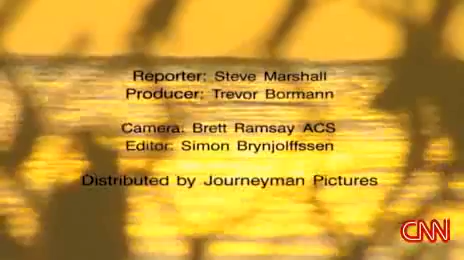 Reporter: Steve Marshall
Producer: Trevor Bormann
Camera: Brett Ramsay ACS
Editor: Simon Brynjolffssen
Distributed by Journeyman Pictures
CNN